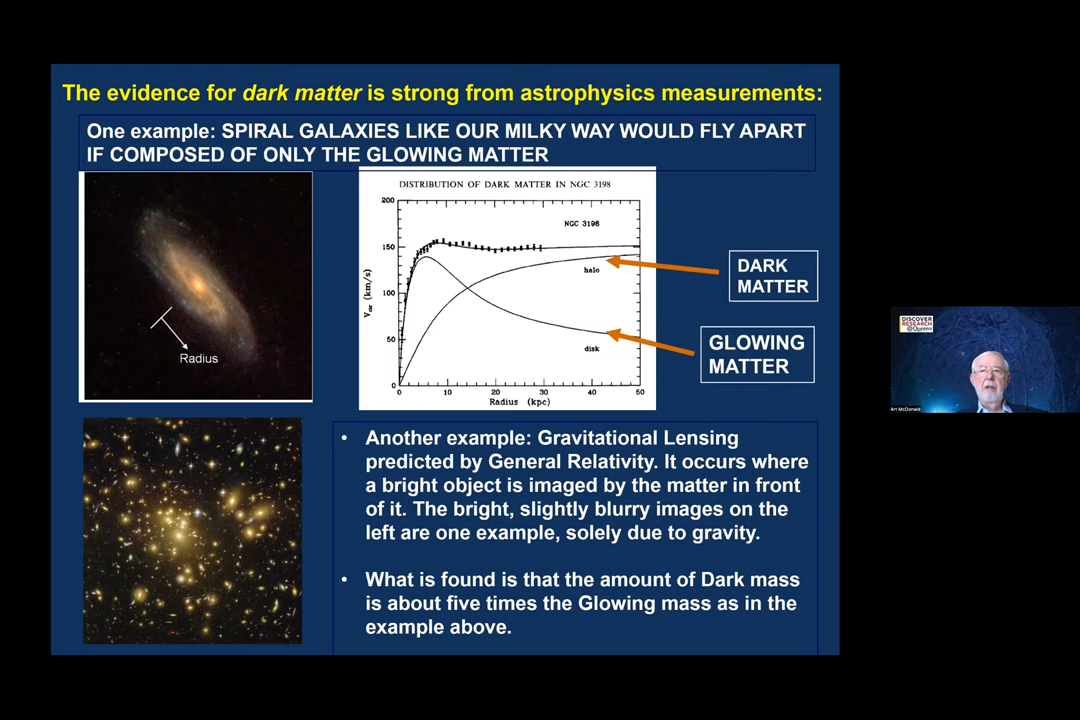 The evidence for dark matter is strong from astrophysics measurements:
One example: SPIRAL GALAXIES LIKE OUR MILKY WAY WOULD FLY APART
IF COMPOSED OF ONLY THE GLOWING MATTER
Radius
DISTRIBUTION OF DARK MATTER IN NGC 3198
NGC 3198
200
150
100
50
0
Vcir (km/s)
halo
disk
0 10 20 30 40 50
Radius (kpc)
DARK
MATTER
GLOWING
MATTER
• Another example: Gravitational Lensing
predicted by General Relativity. It occurs where
a bright object is imaged by the matter in front
of it. The bright, slightly blurry images on the
left are one example, solely due to gravity.
• What is found is that the amount of Dark mass
is about five times the Glowing mass as in the
example above.
DISCOVER
RESEARCH
@Queens
Art McDonald